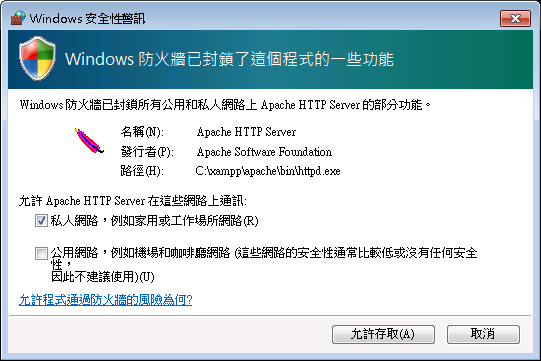 Windows 安全性警訊
Windows 防火牆已封鎖了這個程式的一些功能
Windows 防火牆已封鎖所有公用和私人網路上 Apache HTTP Server 的部分功能。
名稱(N): Apache HTTP Server
發行者(P): Apache Software Foundation
路徑(H): C:\xampp\apache\bin\httpd.exe
允許 Apache HTTP Server 在這些網路上通訊:
私人網路，例如家用或工作場所網路(R)
公用網路，例如機場和咖啡廳網路 (這些網路的安全性通常比較低或沒有任何安全
性，
因此不建議使用)(U)
允許程式通過防火牆的風險為何?
允許存取(A) 取消